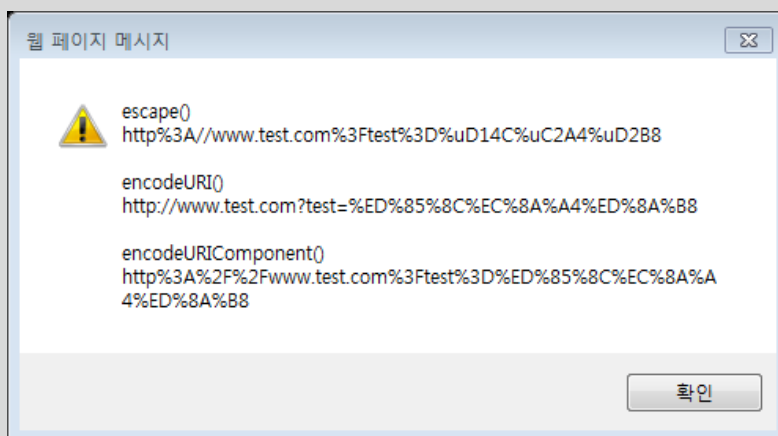 웹 페이지 메시지
escape()
http%3A//www.test.com%3Ftest%3D%uD14C%uC2A4%uD2B8
encodeURI()
http://www.test.com?test=%ED%85%8C%EC%8A%A4%ED%8A%B8
encodeURIComponent()
http%3A%2F%2Fwww.test.com%3Ftest%3D%ED%85%8C%EC%8A%A
4%ED%8A%B8
확인